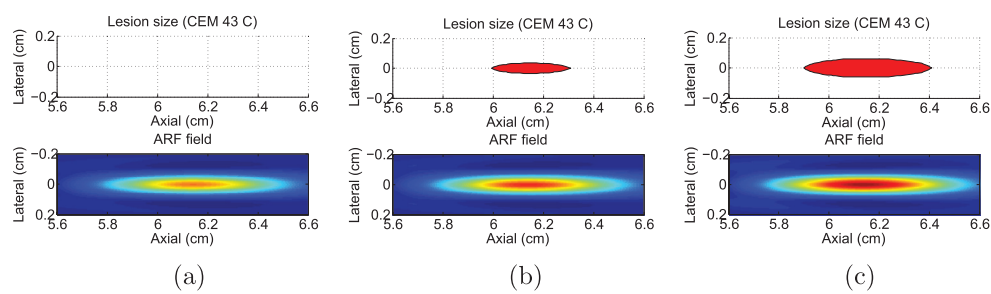 Lesion size (CEM 43 C)
Lateral (cm)
0.2
0
−0.2
5.6 5.8 6 6.2 6.4 6.6
Axial (cm)
ARF field
Lateral (cm)
−0.2
0
0.2
5.6 5.8 6 6.2 6.4 6.6
Axial (cm)
(a)
Lesion size (CEM 43 C)
Lateral (cm)
0.2
0
−0.2
5.6 5.8 6 6.2 6.4 6.6
Axial (cm)
ARF field
Lateral (cm)
−0.2
0
0.2
5.6 5.8 6 6.2 6.4 6.6
Axial (cm)
(b)
Lesion size (CEM 43 C)
Lateral (cm)
0.2
0
−0.2
5.6 5.8 6 6.2 6.4 6.6
Axial (cm)
ARF field
Lateral (cm)
−0.2
0
0.2
5.6 5.8 6 6.2 6.4 6.6
Axial (cm)
(c)